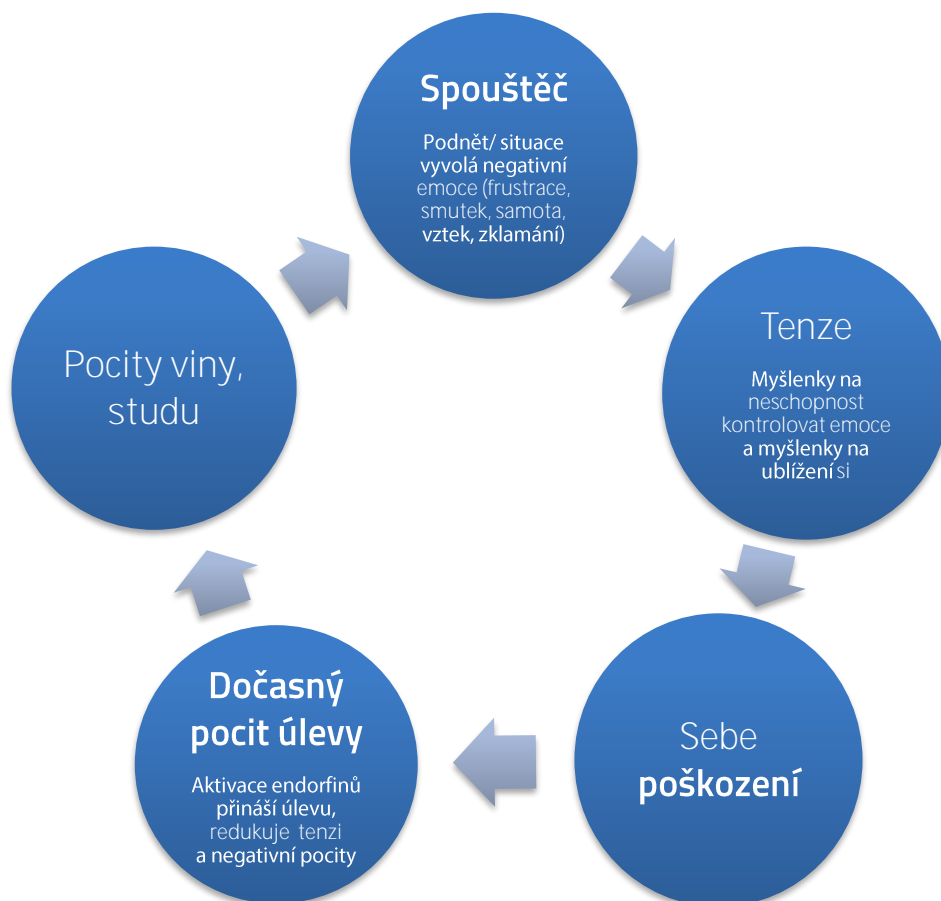 Spouštěč
Podnět/ situace
vyvolá negativní
emoce (frustrace,
smutek, samota,
vztek, zklamání)
Tenze
Myšlenky na
neschopnost
kontrolovat emoce
a myšlenky na
ublížení si
Sebe
poškození
Dočasný
pocit úlevy
Aktivace endorfinů
přináší úlevu,
redukuje tenzi
a negativní pocity
Pocity viny,
studu